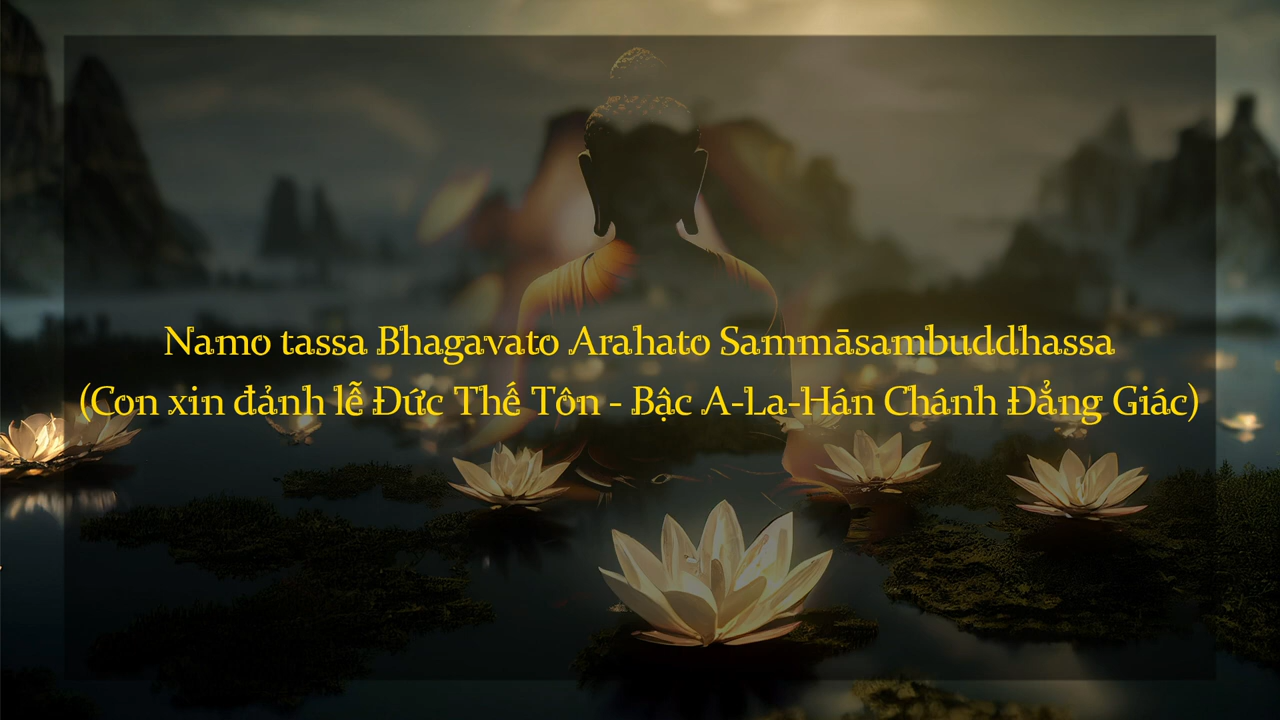 Namo tassa Bhagavato Arahato Sammāsambuddhassa
(Con xin đảnh lễ Đức Thế Tôn - Bậc A-La-Hán Chánh Đẳng Giác)